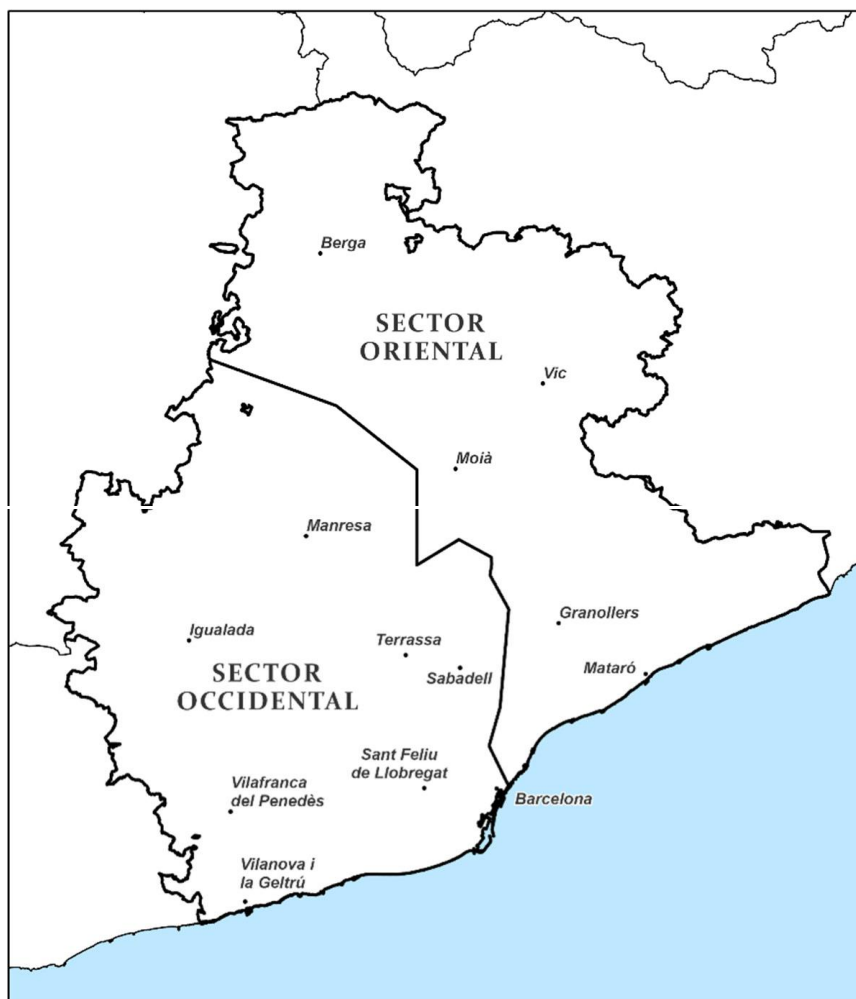 Berga
SECTOR
ORIENTAL
Vic
Moià
Manresa
Granollers
Igualada
Terrassa
Mataró
SECTOR
OCCIDENTAL
Sabadell
Sant Feliu
de Llobregat
Vilafranca
del Penedès
Barcelona
Vilanova i
la Geltrú